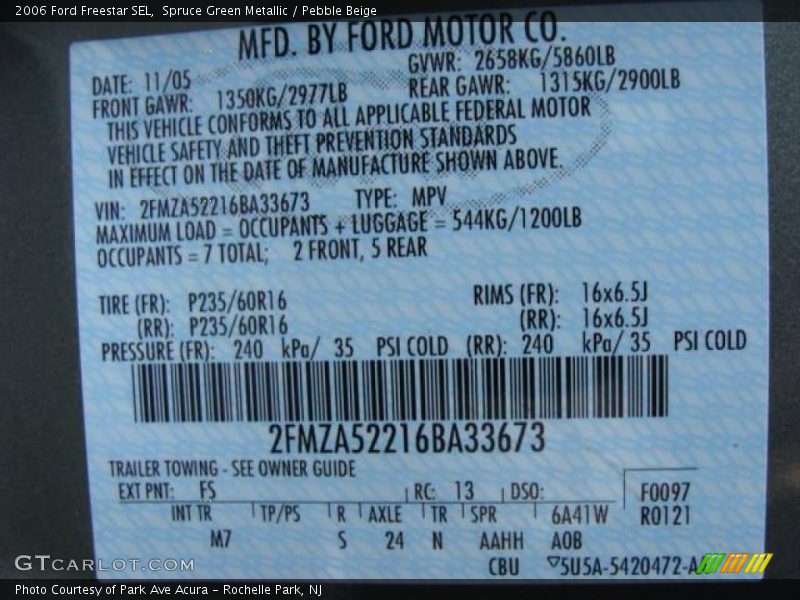 2006 Ford Freestar SEL, Spruce Green Metallic / Pebble Beige
MFD. BY FORD MOTOR CO.
DATE: 11/05 GVWR: 2658KG/5860LB
FRONT GAWR: 1350KG/2977LB REAR GAWR: 1315KG/2900LB
THIS VEHICLE CONFORMS TO ALL APPLICABLE FEDERAL MOTOR
VEHICLE SAFETY AND THEFT PREVENTION STANDARDS
IN EFFECT ON THE DATE OF MANUFACTURE SHOWN ABOVE.
VIN: 2FMZA52216BA33673 TYPE: MPV
MAXIMUM LOAD = OCCUPANTS + LUGGAGE = 544KG/1200LB
OCCUPANTS = 7 TOTAL; 2 FRONT, 5 REAR
TIRE (FR): P235/60R16 RIMS (FR): 16x6.5J
(RR): P235/60R16 (RR): 16x6.5J
PRESSURE (FR): 240 kPa/ 35 PSI COLD (RR): 240 kPa/ 35 PSI COLD
2FMZA52216BA33673
TRAILER TOWING - SEE OWNER GUIDE
EXT PNT: FS RC: 13 DSO: F0097
INT TR TP/PS R AXLE TR SPR 6A41W R0121
M7 S 24 N AAHH A0B
CBU ▽5U5A-5420472-A
GTCARLOT.COM
Photo Courtesy of Park Ave Acura – Rochelle Park, NJ